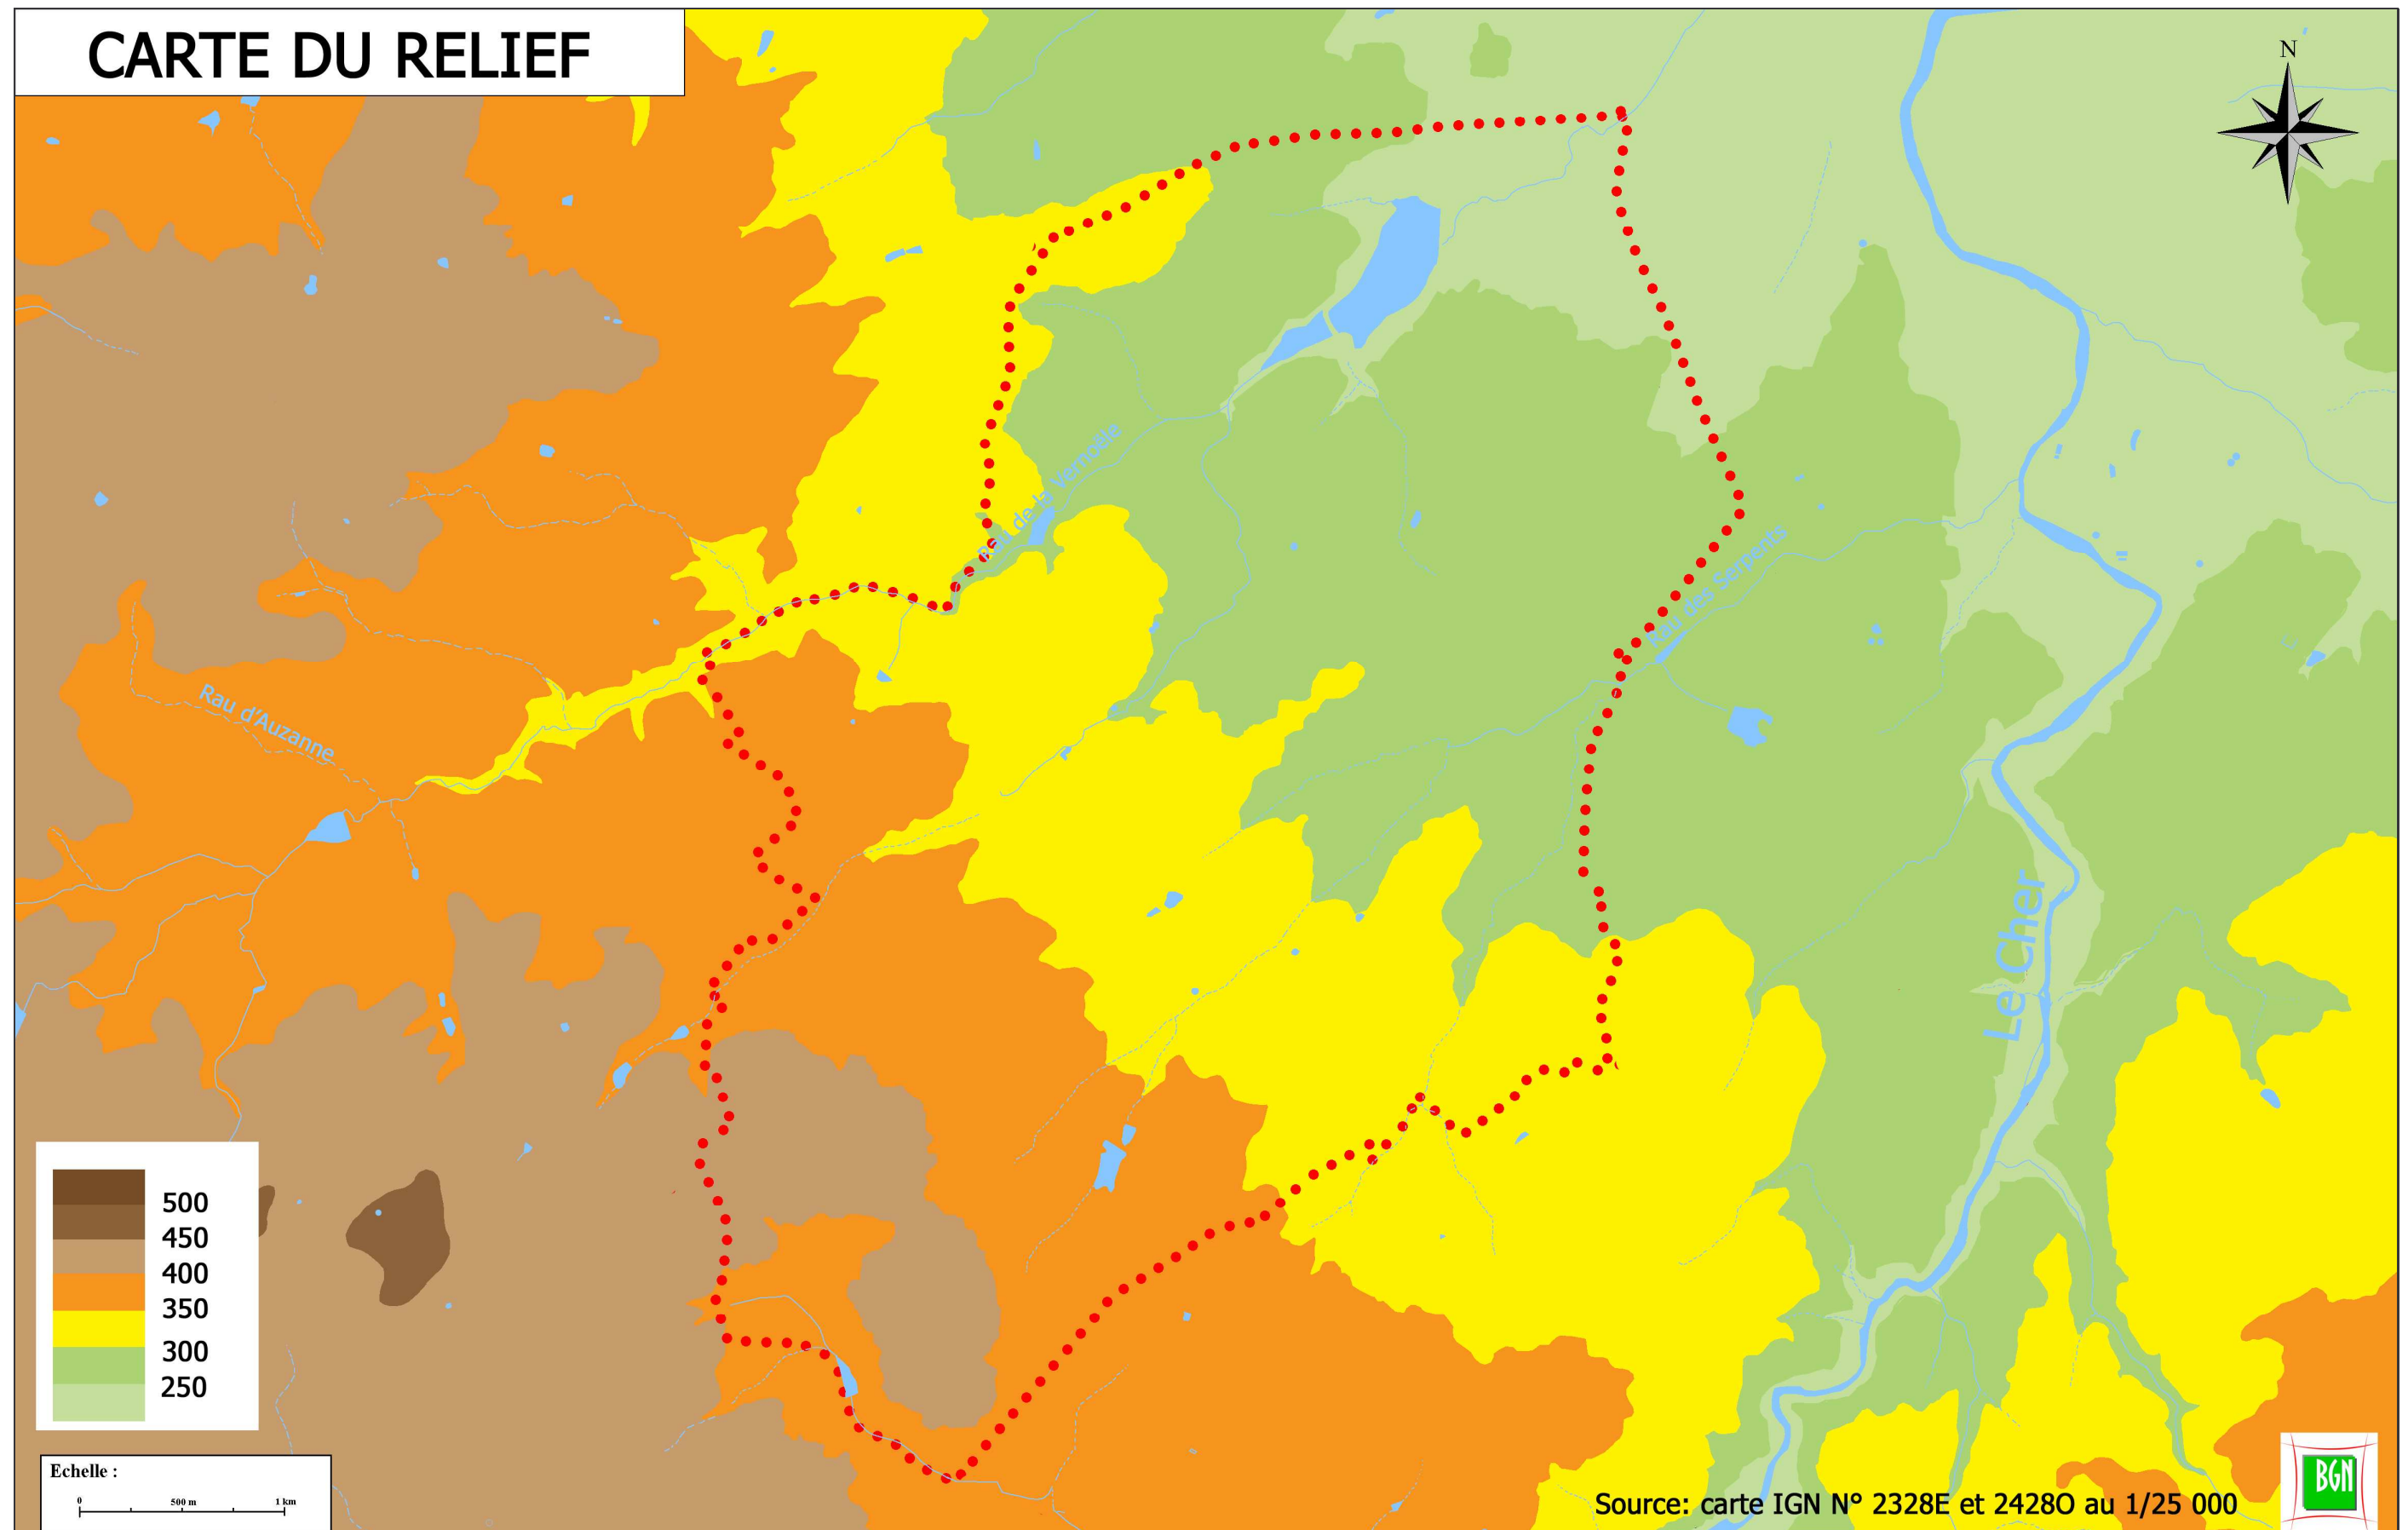 CARTE DU RELIEF
N
Rau de la Vernoëlle
Rau des Serpents
Rau d'Auzanne
Le Cher
500
450
400
350
300
250
Echelle :
0 500 m 1 km
Source: carte IGN N° 2328E et 2428O au 1/25 000
BGN